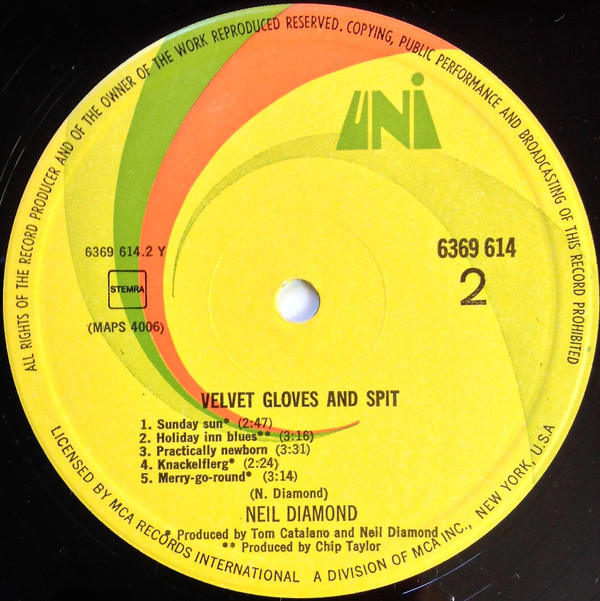 ALL RIGHTS OF THE RECORD PRODUCER AND OF THE OWNER OF THE WORK REPRODUCED RESERVED. COPYING, PUBLIC PERFORMANCE AND BROADCASTING OF THIS RECORD PROHIBITED
UNI
6369 614.2 Y
STEMRA
(MAPS 4006)
6369 614
2
VELVET GLOVES AND SPIT
1. Sunday sun* (2:47)
2. Holiday inn blues** (3:16)
3. Practically newborn (3:31)
4. Knackelflerg* (2:24)
5. Merry-go-round* (3:14)
(N. Diamond)
NEIL DIAMOND
* Produced by Tom Catalano and Neil Diamond
** Produced by Chip Taylor
LICENSED BY MCA RECORDS INTERNATIONAL A DIVISION OF MCA INC., NEW YORK, U.S.A